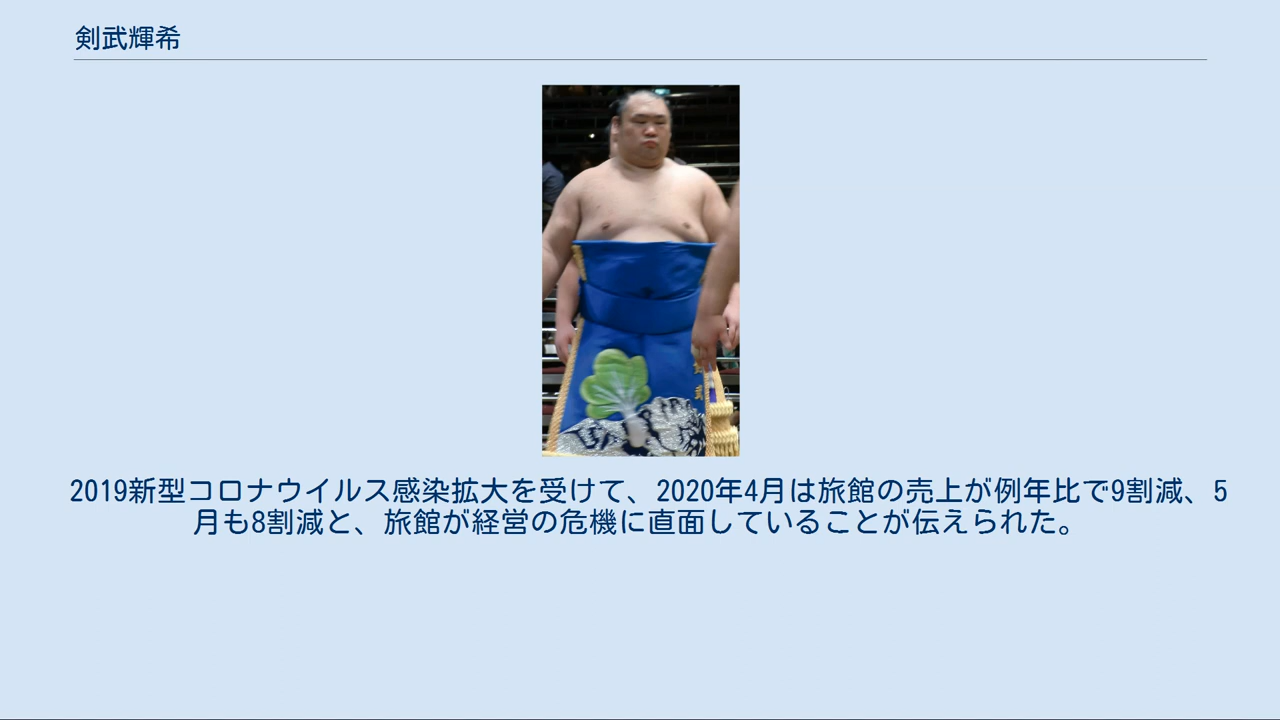 剣武輝希
2019新型コロナウイルス感染拡大を受けて、2020年4月は旅館の売上が例年比で9割減、5
月も8割減と、旅館が経営の危機に直面していることが伝えられた。